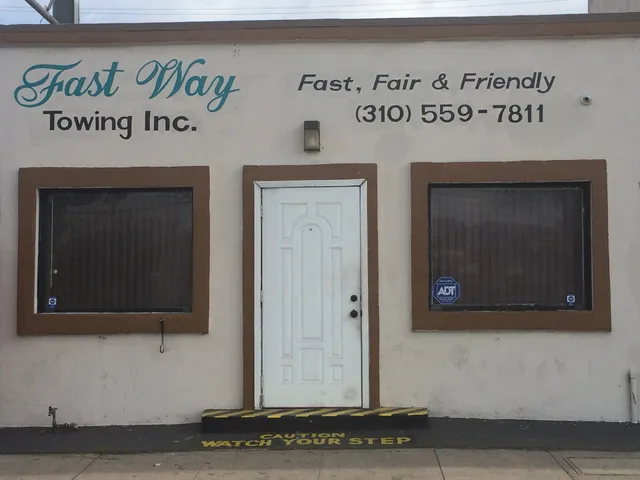 Fast Way
Towing Inc.
Fast, Fair & Friendly
(310) 559-7811
ADT
CAUTION
WATCH YOUR STEP